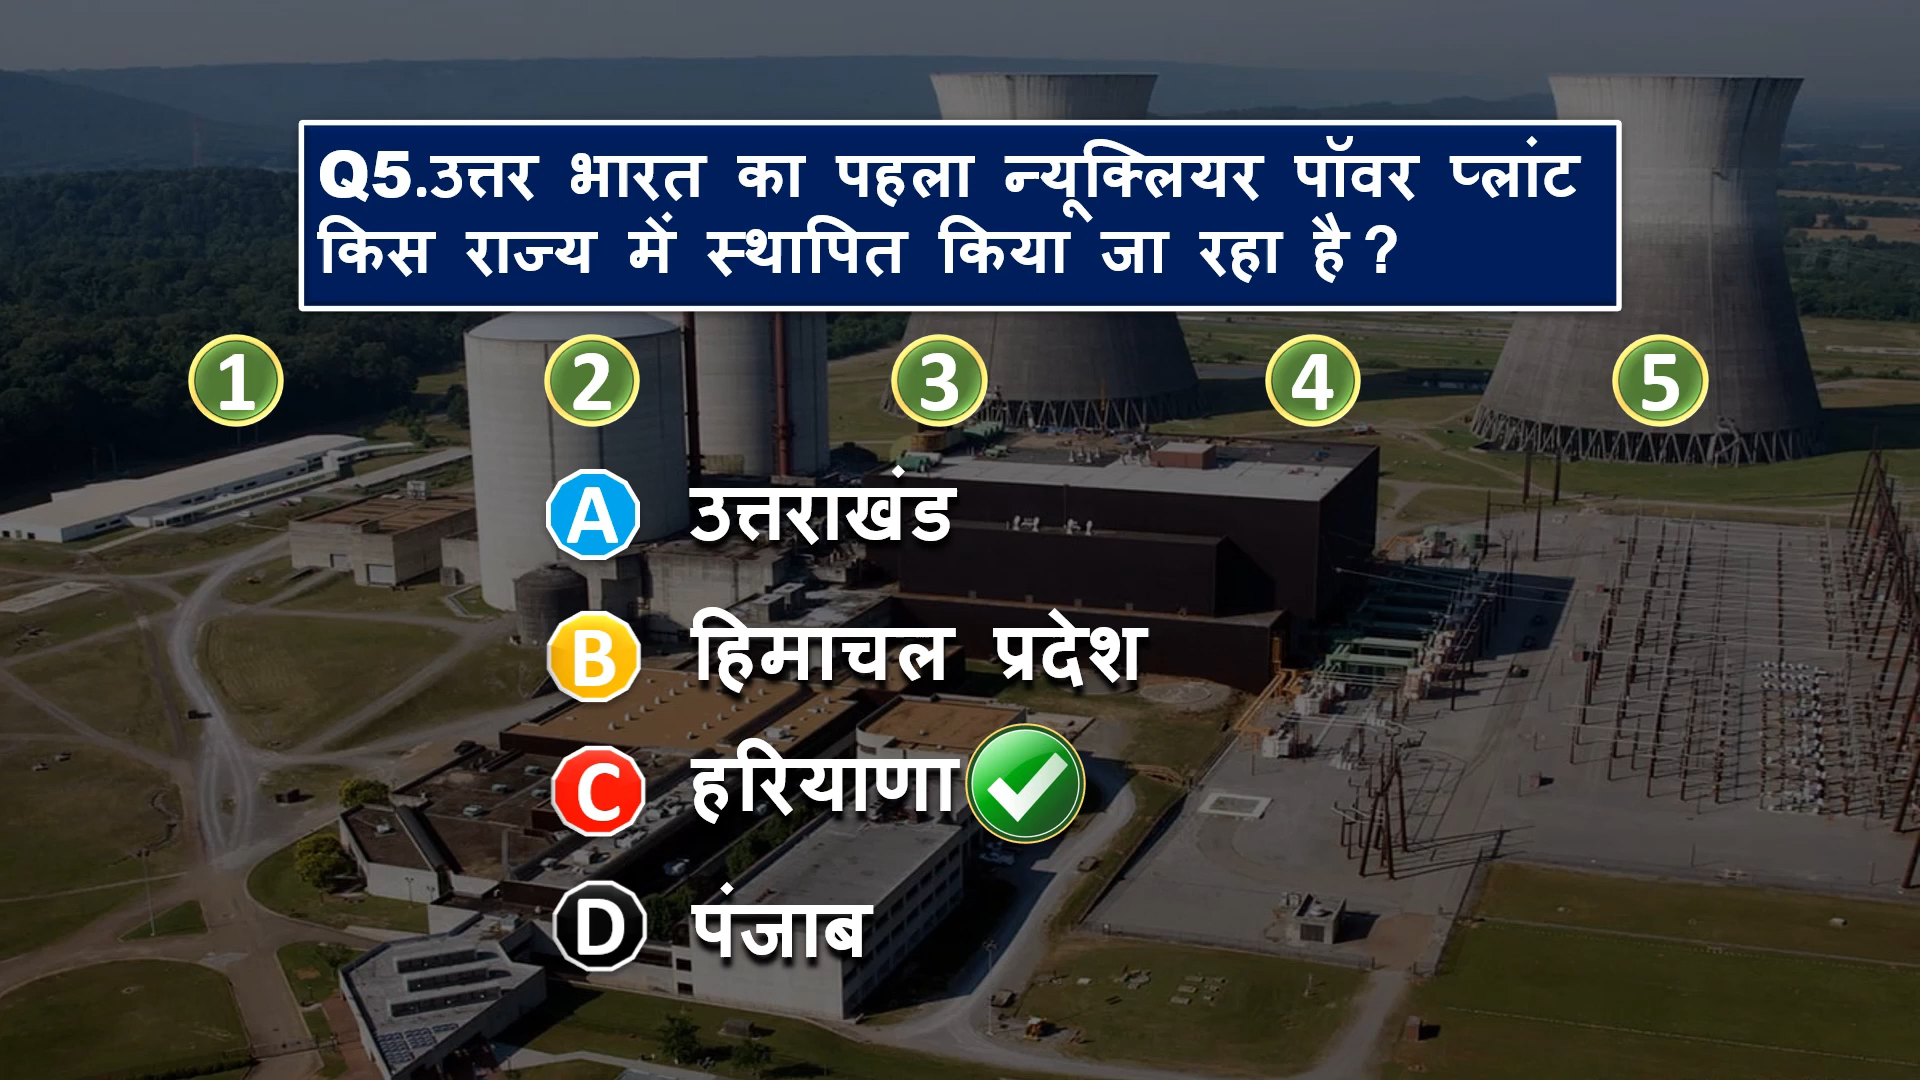 Q5.उत्तर भारत का पहला न्यूक्लियर पॉवर प्लांट
किस राज्य में स्थापित किया जा रहा है ?
1 2 3 4 5
A उत्तराखंड
B हिमाचल प्रदेश
C हरियाणा
D पंजाब